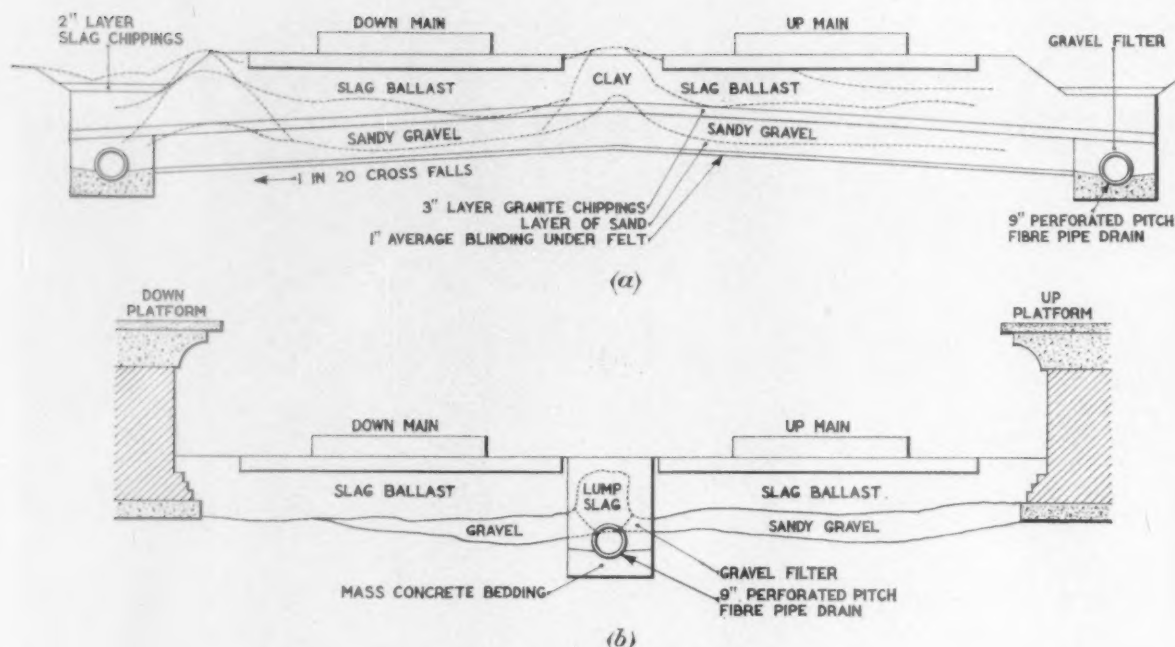 2" LAYER
SLAG CHIPPINGS
DOWN MAIN
UP MAIN
GRAVEL FILTER
SLAG BALLAST
CLAY
SLAG BALLAST
SANDY GRAVEL
SANDY GRAVEL
1 IN 20 CROSS FALLS
3" LAYER GRANITE CHIPPINGS
LAYER OF SAND
1" AVERAGE BLINDING UNDER FELT
9" PERFORATED PITCH
FIBRE PIPE DRAIN
(a)
DOWN
PLATFORM
UP
PLATFORM
DOWN MAIN
UP MAIN
SLAG BALLAST
LUMP
SLAG
SLAG BALLAST
GRAVEL
SANDY GRAVEL
MASS CONCRETE BEDDING
GRAVEL FILTER
9" PERFORATED PITCH
FIBRE PIPE DRAIN
(b)